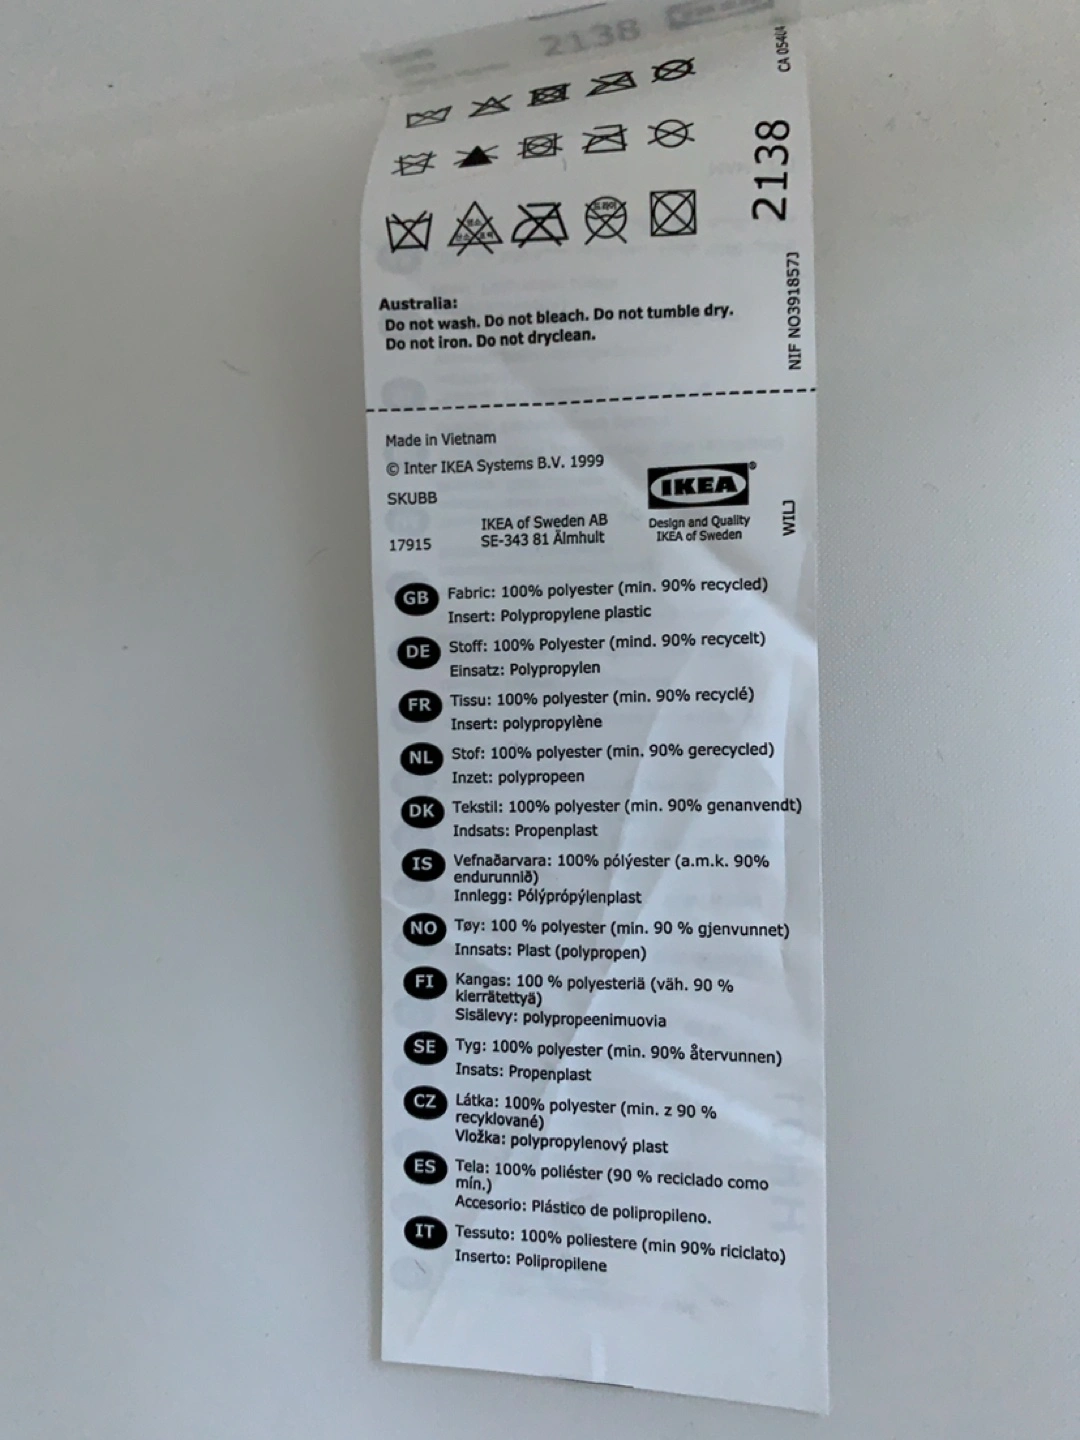 2138
CA 05404
2138
NIF NO391857J
Australia:
Do not wash. Do not bleach. Do not tumble dry.
Do not iron. Do not dryclean.
Made in Vietnam
© Inter IKEA Systems B.V. 1999
SKUBB
IKEA of Sweden AB
17915 SE-343 81 Älmhult
IKEA®
Design and Quality
IKEA of Sweden
WILJ
GB Fabric: 100% polyester (min. 90% recycled)
Insert: Polypropylene plastic
DE Stoff: 100% Polyester (mind. 90% recycelt)
Einsatz: Polypropylen
FR Tissu: 100% polyester (min. 90% recyclé)
Insert: polypropylène
NL Stof: 100% polyester (min. 90% gerecycled)
Inzet: polypropeen
DK Tekstil: 100% polyester (min. 90% genanvendt)
Indsats: Propenplast
IS Vefnaðarvara: 100% pólýester (a.m.k. 90%
endurunnið)
Innlegg: Pólýprópýlenplast
NO Tøy: 100 % polyester (min. 90 % gjenvunnet)
Innsats: Plast (polypropen)
FI Kangas: 100 % polyesteriä (väh. 90 %
kierrätettyä)
Sisälevy: polypropeenimuovia
SE Tyg: 100% polyester (min. 90% återvunnen)
Insats: Propenplast
CZ Látka: 100% polyester (min. z 90 %
recyklované)
Vložka: polypropylenový plast
ES Tela: 100% poliéster (90 % reciclado como
mín.)
Accesorio: Plástico de polipropileno.
IT Tessuto: 100% poliestere (min 90% riciclato)
Inserto: Polipropilene